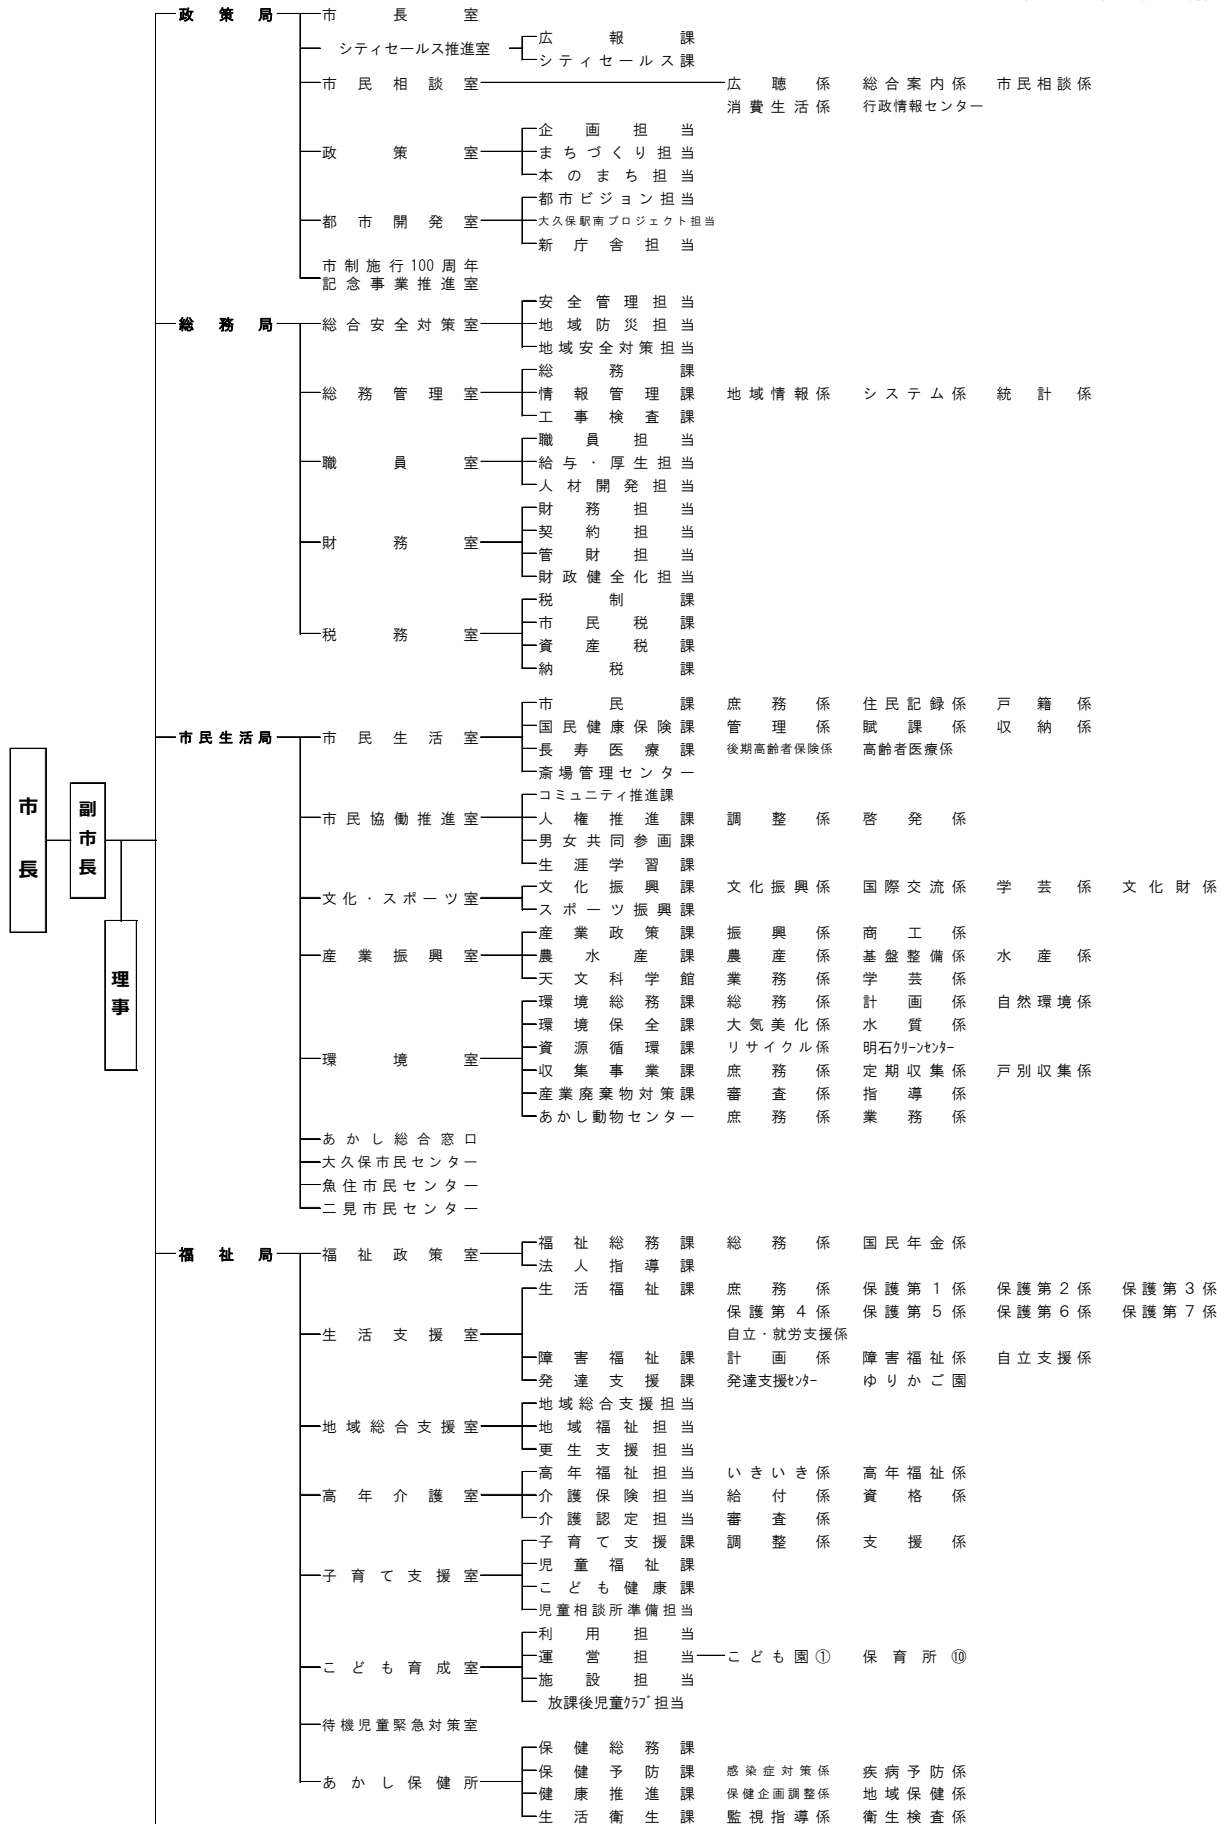 政策局 市長室
シティセールス推進室 広報課
シティセールス課
市民相談室 広聴係 総合案内係 市民相談係
消費生活係 行政情報センター
企画担当
政策室 まちづくり担当
本のまち担当
都市ビジョン担当
都市開発室 大久保駅南プロジェクト担当
新庁舎担当
市制施行100周年
記念事業推進室
安全管理担当
総務局 総合安全対策室 地域防災担当
地域安全対策担当
総務課
総務管理室 情報管理課 地域情報係 システム係 統計係
工事検査課
職員担当
職員室 給与・厚生担当
人材開発担当
財務担当
契約担当
財務室
管財担当
財政健全化担当
税制課
市民税課
税務室
資産税課
納税課
市民課 庶務係 住民記録係 戸籍係
国民健康保険課 管理係 賦課係 収納係
市民生活局 市民生活室
長寿医療課 後期高齢者保険係 高齢者医療係
斎場管理センター
コミュニティ推進課
市民協働推進室 人権推進課 調整係 啓発係
男女共同参画課
生涯学習課
文化・スポーツ室 文化振興課 文化振興係 国際交流係 学芸係 文化財係
スポーツ振興課
産業政策課 振興係 商工係
産業振興室 農水産課 農産係 基盤整備係 水産係
天文科学館 業務係 学芸係
環境総務課 総務係 計画係 自然環境係
環境保全課 大気美化係 水質係
資源循環課 リサイクル係 明石クリーンセンター
環境室
収集事業課 庶務係 定期収集係 戸別収集係
産業廃棄物対策課 審査係 指導係
あかし動物センター 庶務係 業務係
あかし総合窓口
大久保市民センター
魚住市民センター
二見市民センター
市長
副市長
理事
福祉局 福祉政策室 福祉総務課 総務係 国民年金係
法人指導課
生活福祉課 庶務係 保護第1係 保護第2係 保護第3係
保護第4係 保護第5係 保護第6係 保護第7係
生活支援室 自立・就労支援係
障害福祉課 計画係 障害福祉係 自立支援係
発達支援課 発達支援センター ゆりかご園
地域総合支援担当
地域総合支援室 地域福祉担当
更生支援担当
高年福祉担当 いきいき係 高年福祉係
高年介護室 介護保険担当 給付係 資格係
介護認定担当 審査係
子育て支援課 調整係 支援係
児童福祉課
子育て支援室
こども健康課
児童相談所準備担当
利用担当
運営担当 こども園① 保育所⑩
こども育成室
施設担当
放課後児童クラブ担当
待機児童緊急対策室
保健総務課
保健予防課 感染症対策係 疾病予防係
あかし保健所
健康推進課 保健企画調整係 地域保健係
生活衛生課 監視指導係 衛生検査係